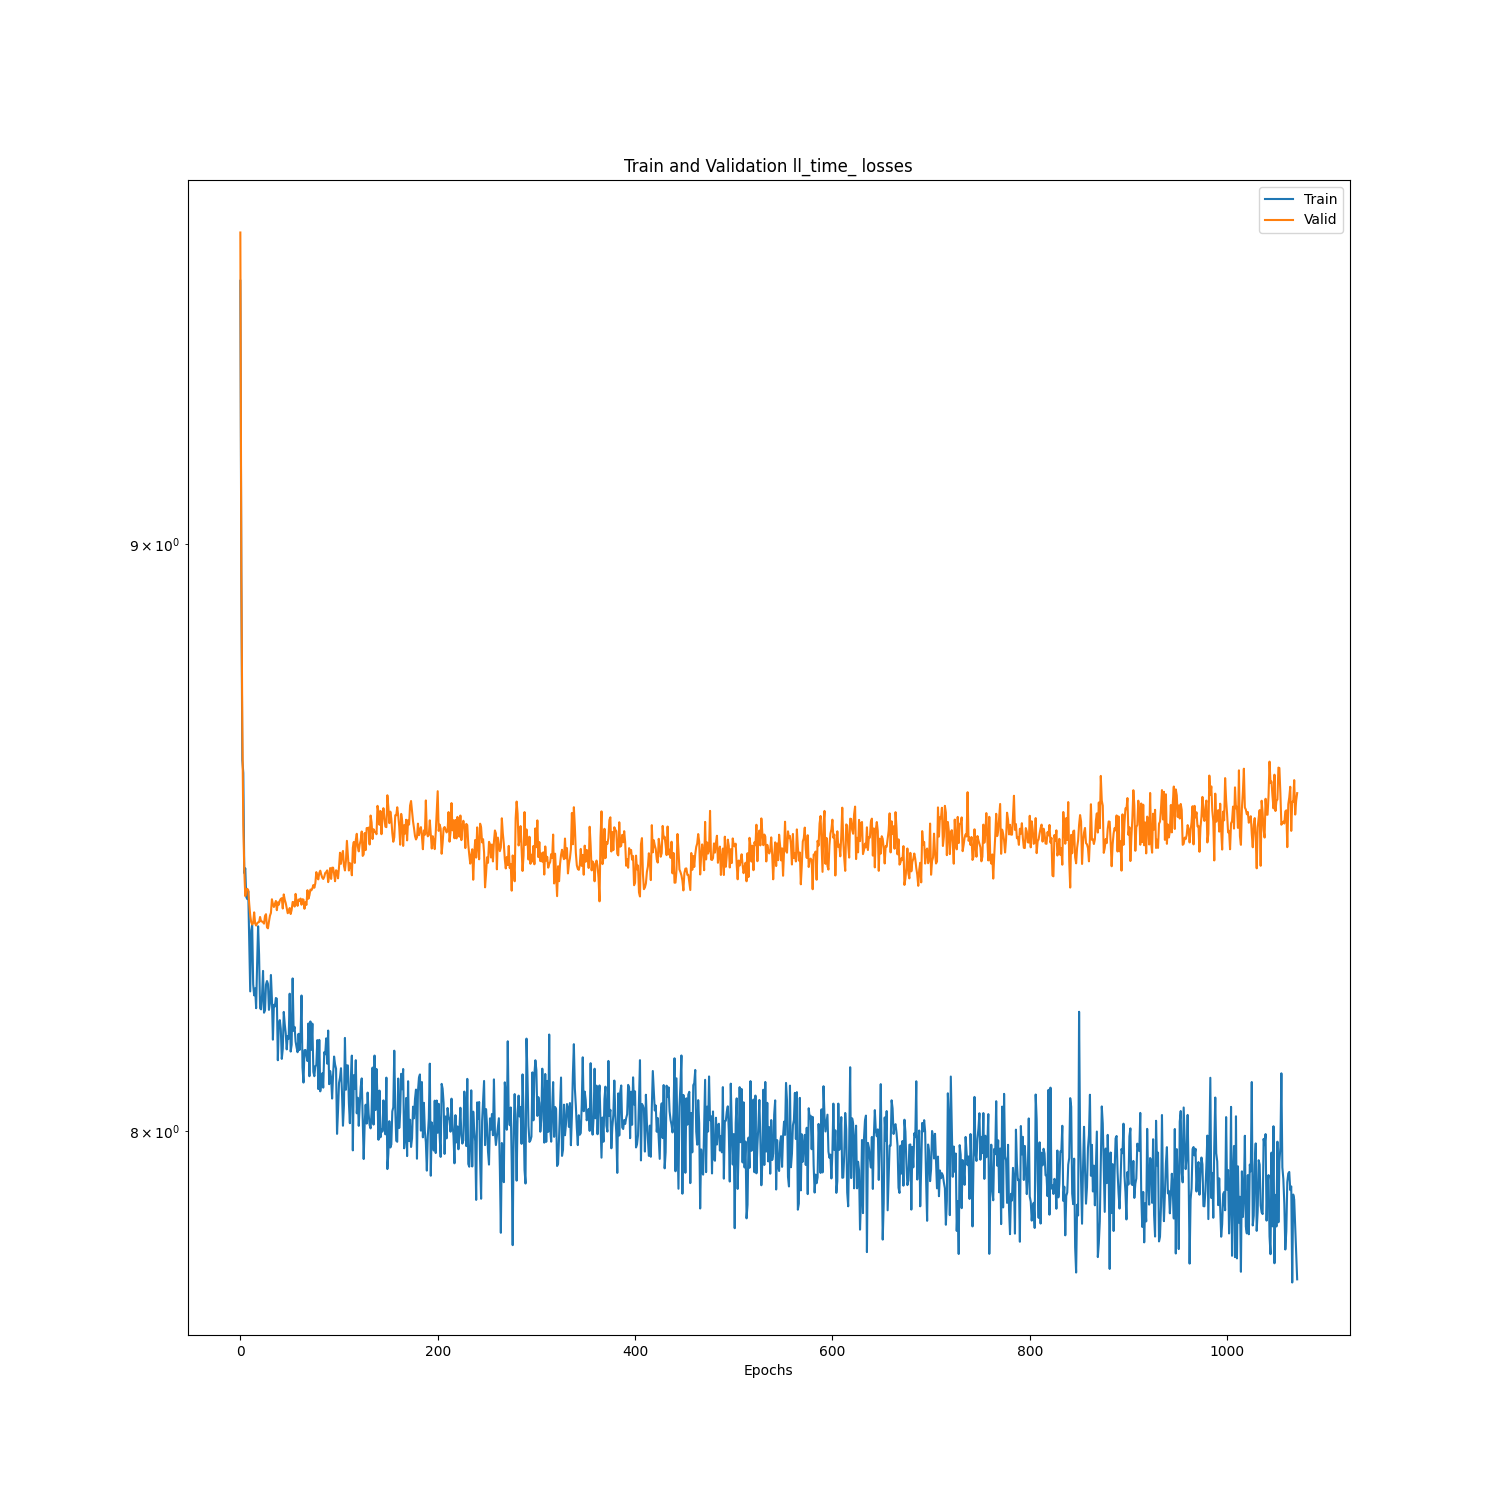 Train and Validation ll_time_ losses
Train
Valid
9 × 10⁰
8 × 10⁰
0 200 400 600 800 1000
Epochs